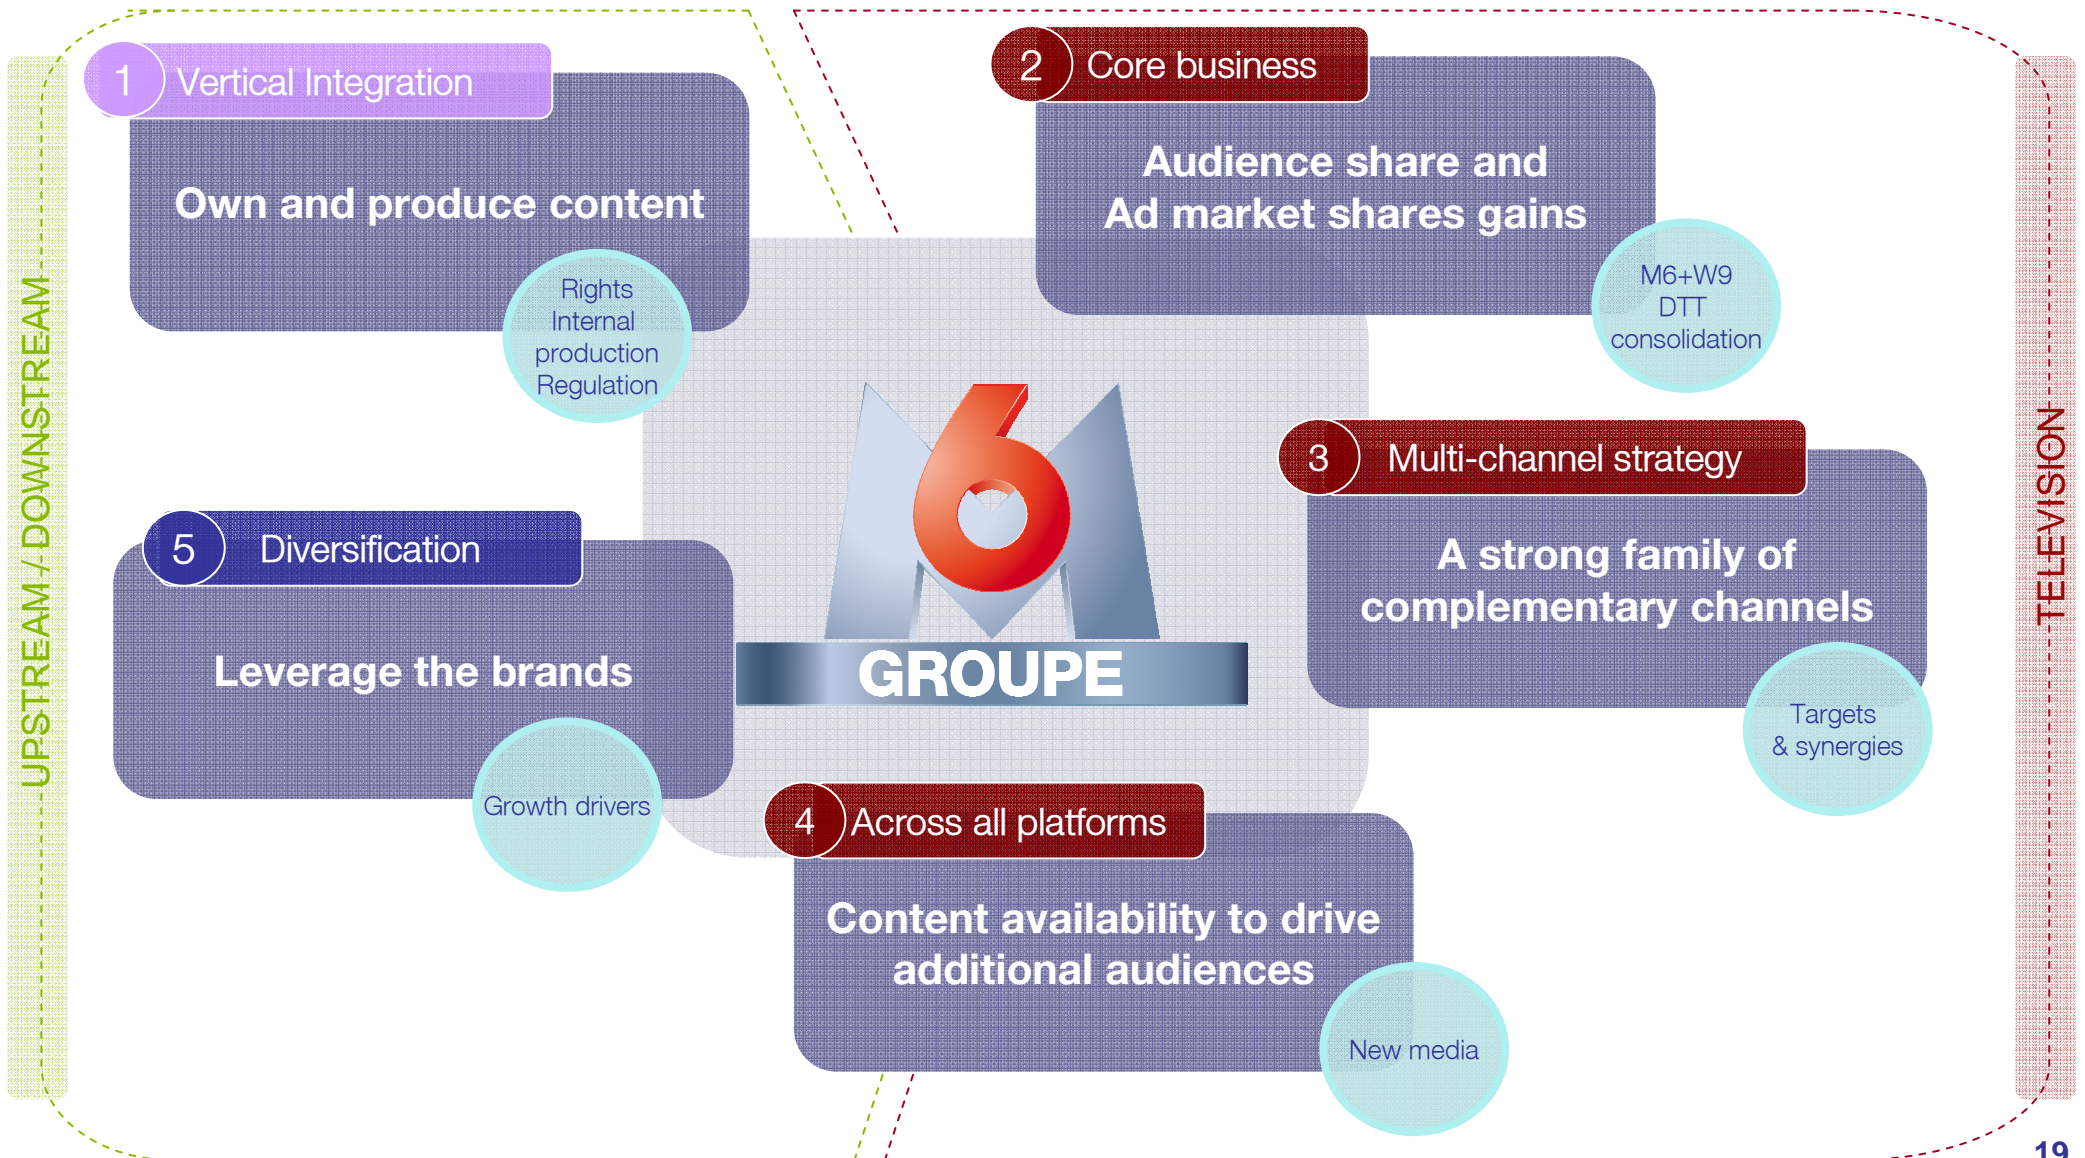 1 Vertical Integration
Own and produce content
Rights
Internal
production
Regulation
2 Core business
Audience share and
Ad market shares gains
M6+W9
DTT
consolidation
3 Multi-channel strategy
A strong family of
complementary channels
Targets
& synergies
4 Across all platforms
Content availability to drive
additional audiences
New media
5 Diversification
Leverage the brands
Growth drivers
M6
GROUPE
UPSTREAM / DOWNSTREAM
TELEVISION
19